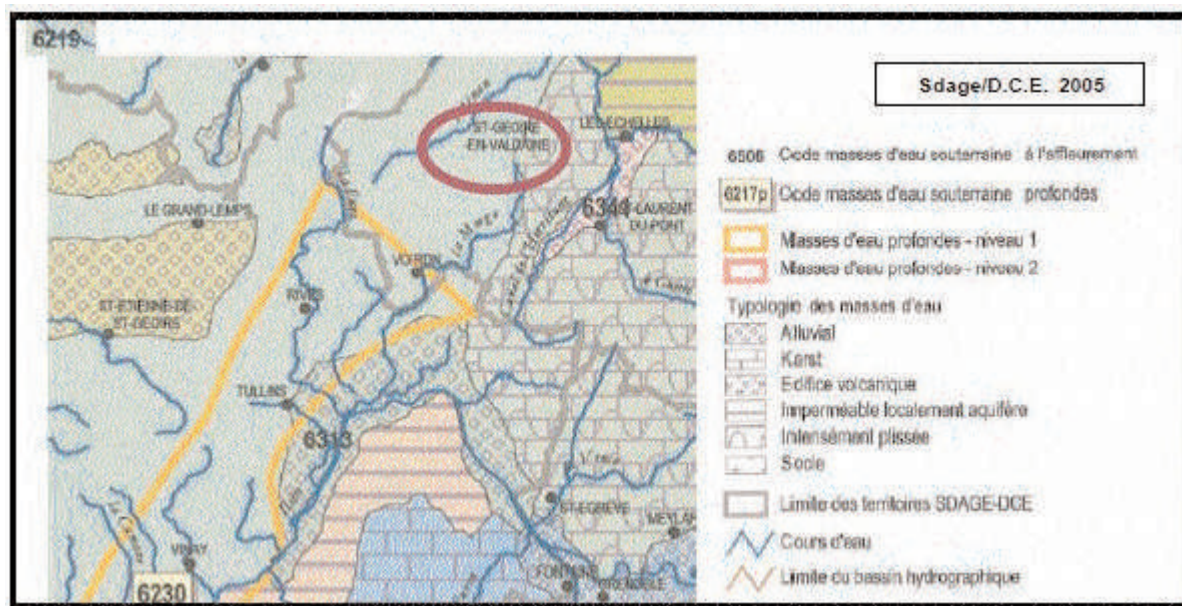 6219
Sdage/D.C.E. 2005
ST-GEOIRE
-EN-VALDAINE
LES ECHELLES
LE GRAND-LEMPS
6343
ST-LAURENT
DU-PONT
VOIRON
La Morge
RIVES
ST-ETIENNE-DE-
ST-GEOIRS
TULLINS
6313
ST-EGREVE
MEYLAN
VINAY
6230
GRENOBLE
6506 Code masses d'eau souterraine à l'affleurement
6217p Code masses d'eau souterraine profondes
Masses d'eau profondes - niveau 1
Masses d'eau profondes - niveau 2
Typologie des masses d'eau
Alluvial
Karst
Edifice volcanique
Imperméable localement aquifère
Intensément plissée
Socle
Limite des territoires SDAGE-DCE
Cours d'eau
Limite du bassin hydrographique